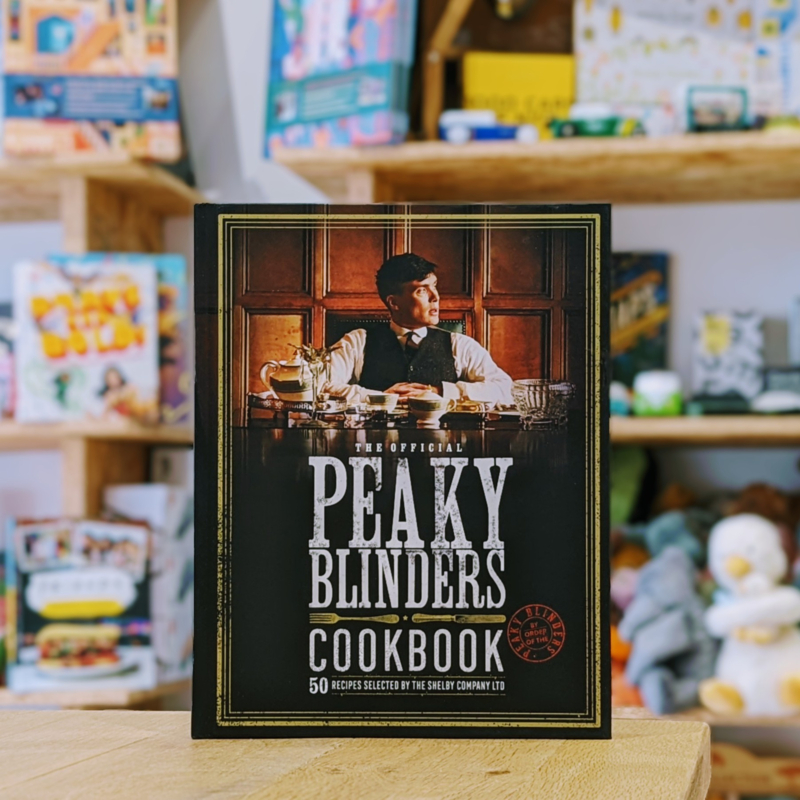 THE OFFICIAL
PEAKY
BLINDERS
COOKBOOK
50 RECIPES SELECTED BY THE SHELBY COMPANY LTD
PEAKY BLINDERS
BY
ORDER
OF THE